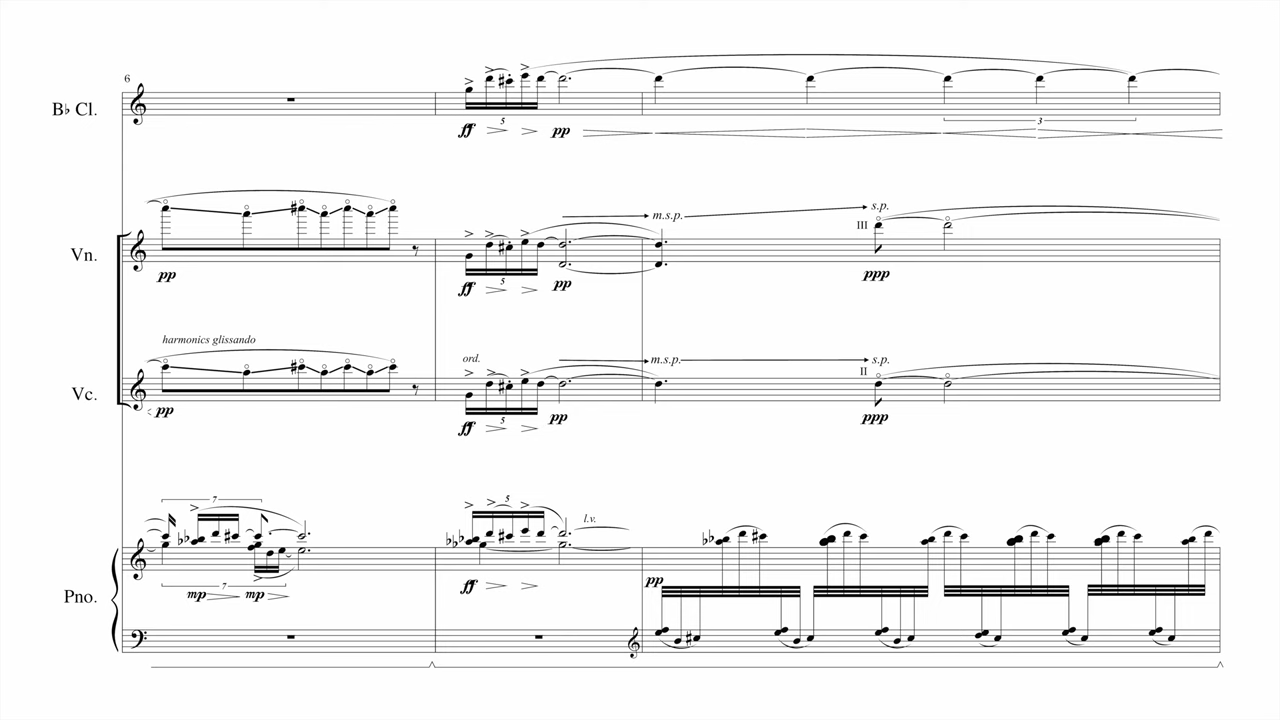 6
B♭ Cl.
5
3
ff
pp
m.s.p.
s.p.
III
Vn.
pp
5
ff
pp
ppp
harmonics glissando
ord.
m.s.p.
s.p.
II
Vc.
pp
5
ff
pp
ppp
7
5
l.v.
7
mp
mp
ff
pp
Pno.